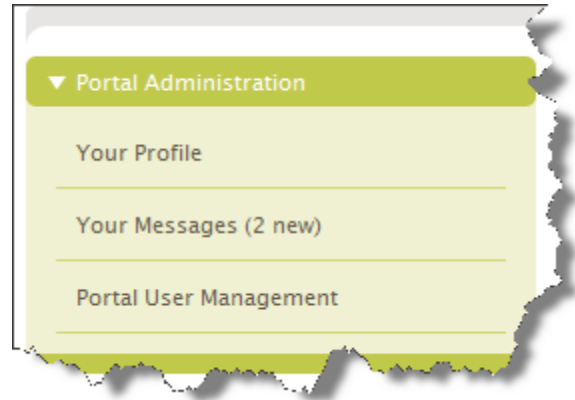 Portal Administration
Your Profile
Your Messages (2 new)
Portal User Management